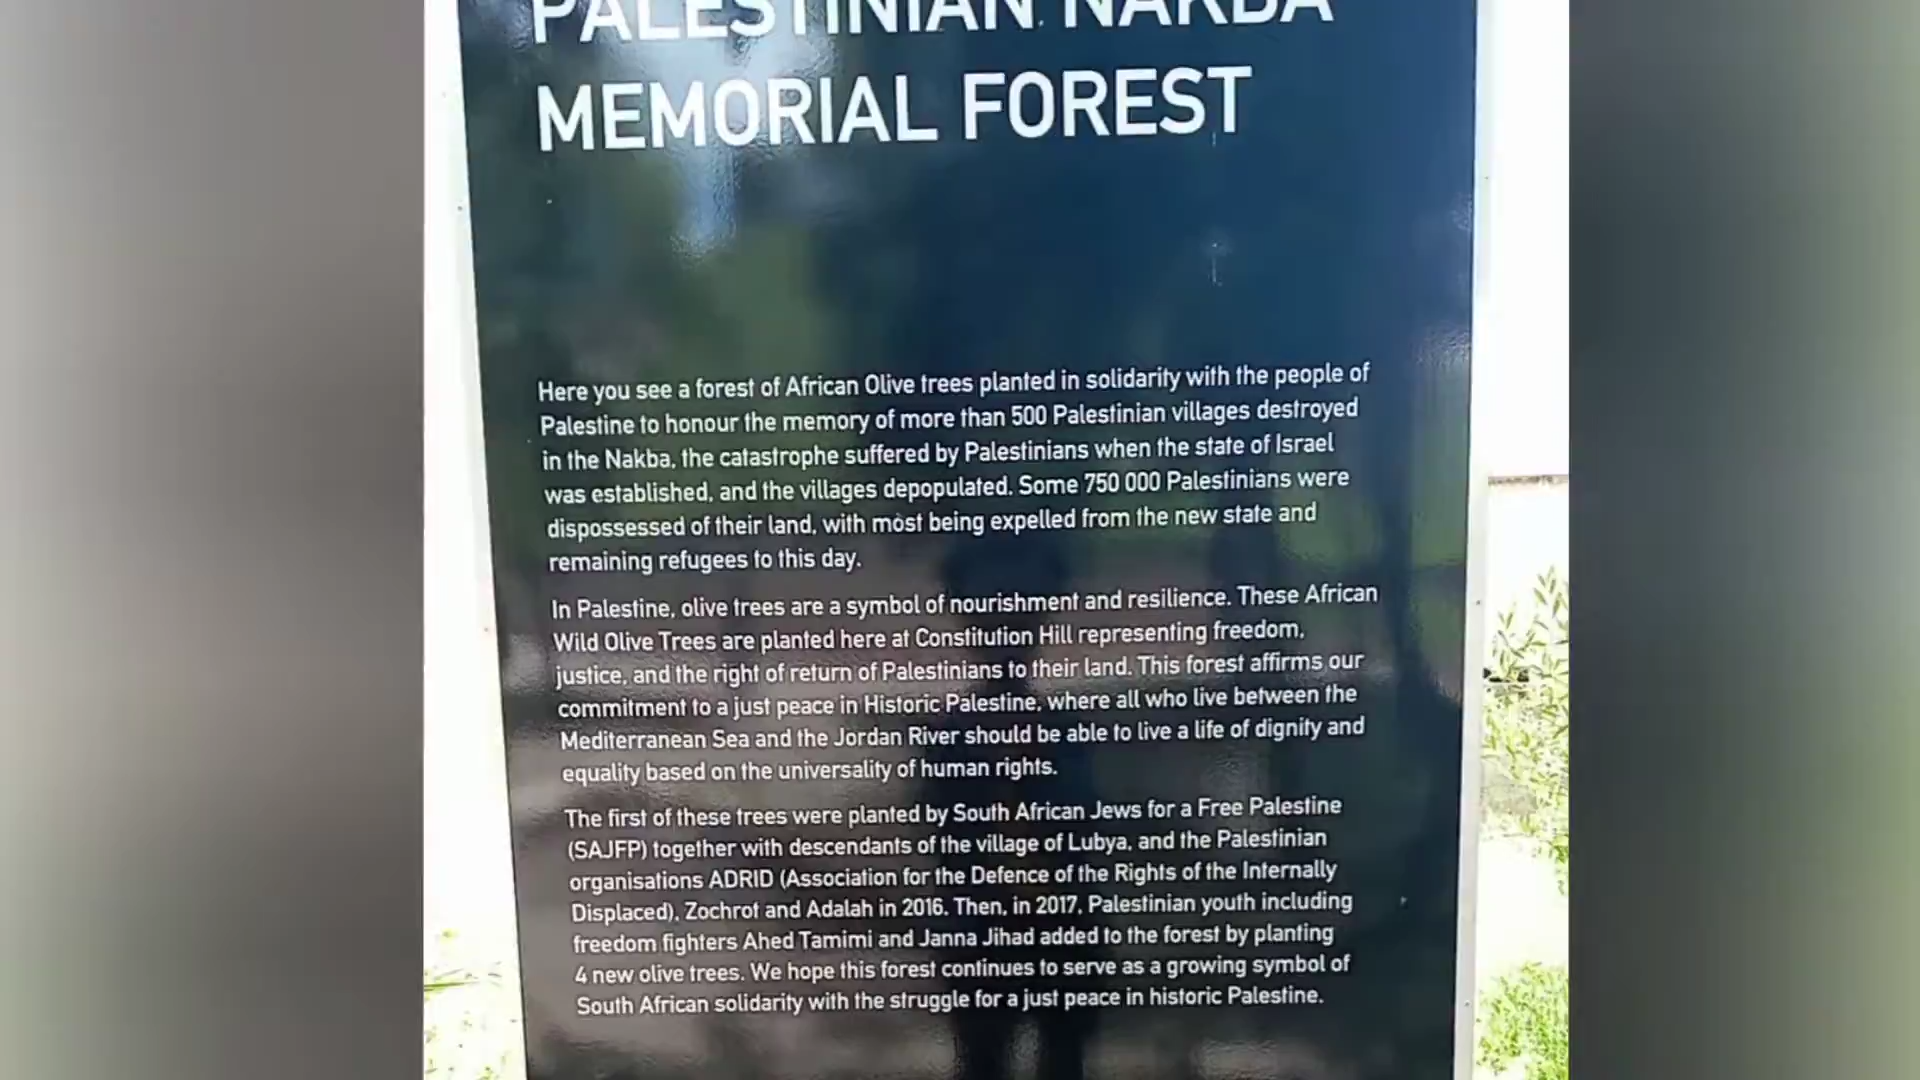 PALESTINIAN NAKBA
MEMORIAL FOREST
Here you see a forest of African Olive trees planted in solidarity with the people of
Palestine to honour the memory of more than 500 Palestinian villages destroyed
in the Nakba, the catastrophe suffered by Palestinians when the state of Israel
was established, and the villages depopulated. Some 750 000 Palestinians were
dispossessed of their land, with most being expelled from the new state and
remaining refugees to this day.
In Palestine, olive trees are a symbol of nourishment and resilience. These African
Wild Olive Trees are planted here at Constitution Hill representing freedom,
justice, and the right of return of Palestinians to their land. This forest affirms our
commitment to a just peace in Historic Palestine, where all who live between the
Mediterranean Sea and the Jordan River should be able to live a life of dignity and
equality based on the universality of human rights.
The first of these trees were planted by South African Jews for a Free Palestine
(SAJFP) together with descendants of the village of Lubya, and the Palestinian
organisations ADRID (Association for the Defence of the Rights of the Internally
Displaced), Zochrot and Adalah in 2016. Then, in 2017, Palestinian youth including
freedom fighters Ahed Tamimi and Janna Jihad added to the forest by planting
4 new olive trees. We hope this forest continues to serve as a growing symbol of
South African solidarity with the struggle for a just peace in historic Palestine.